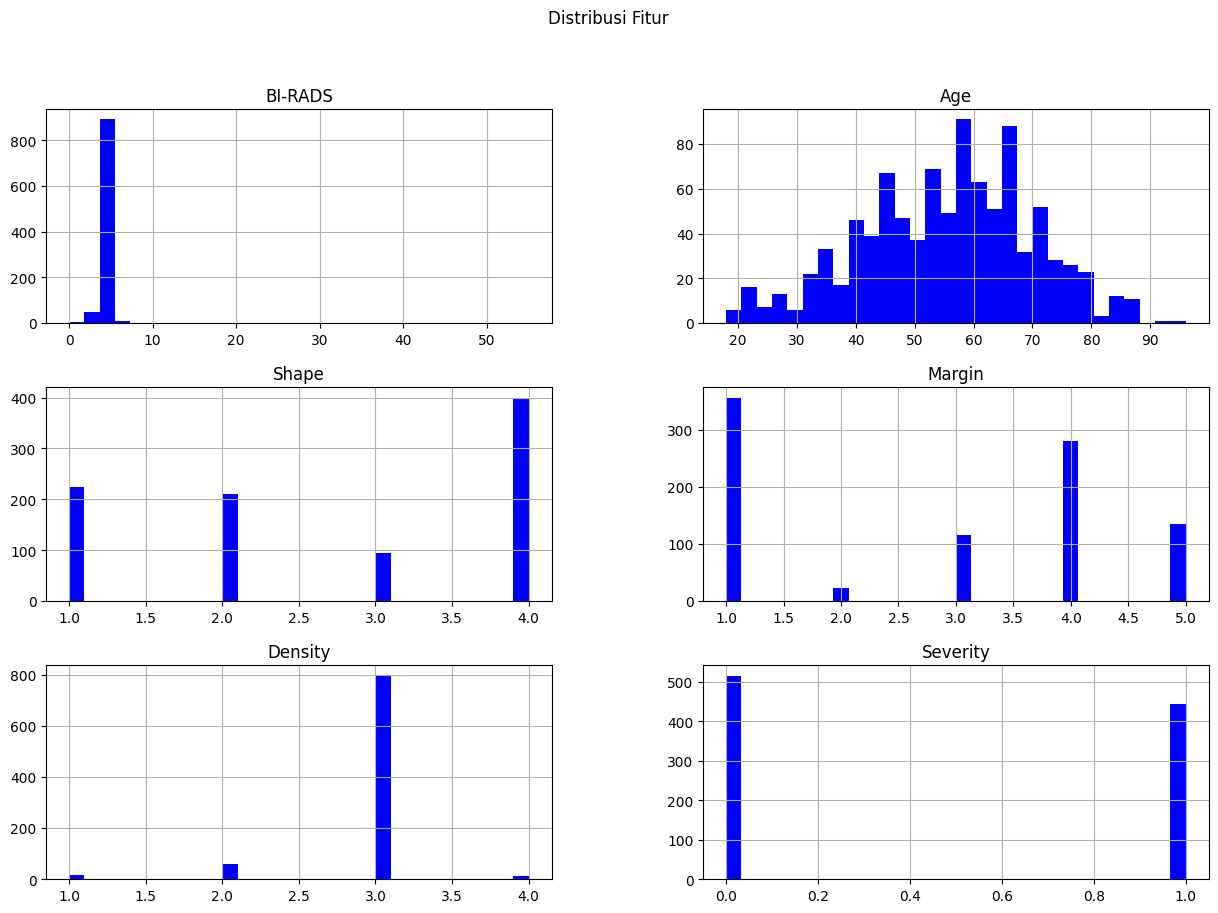 Distribusi Fitur
BI-RADS
800
600
400
200
0
0 10 20 30 40 50
Age
80
60
40
20
0
20 30 40 50 60 70 80 90
Shape
400
300
200
100
0
1.0 1.5 2.0 2.5 3.0 3.5 4.0
Margin
300
200
100
0
1.0 1.5 2.0 2.5 3.0 3.5 4.0 4.5 5.0
Density
800
600
400
200
0
1.0 1.5 2.0 2.5 3.0 3.5 4.0
Severity
500
400
300
200
100
0
0.0 0.2 0.4 0.6 0.8 1.0